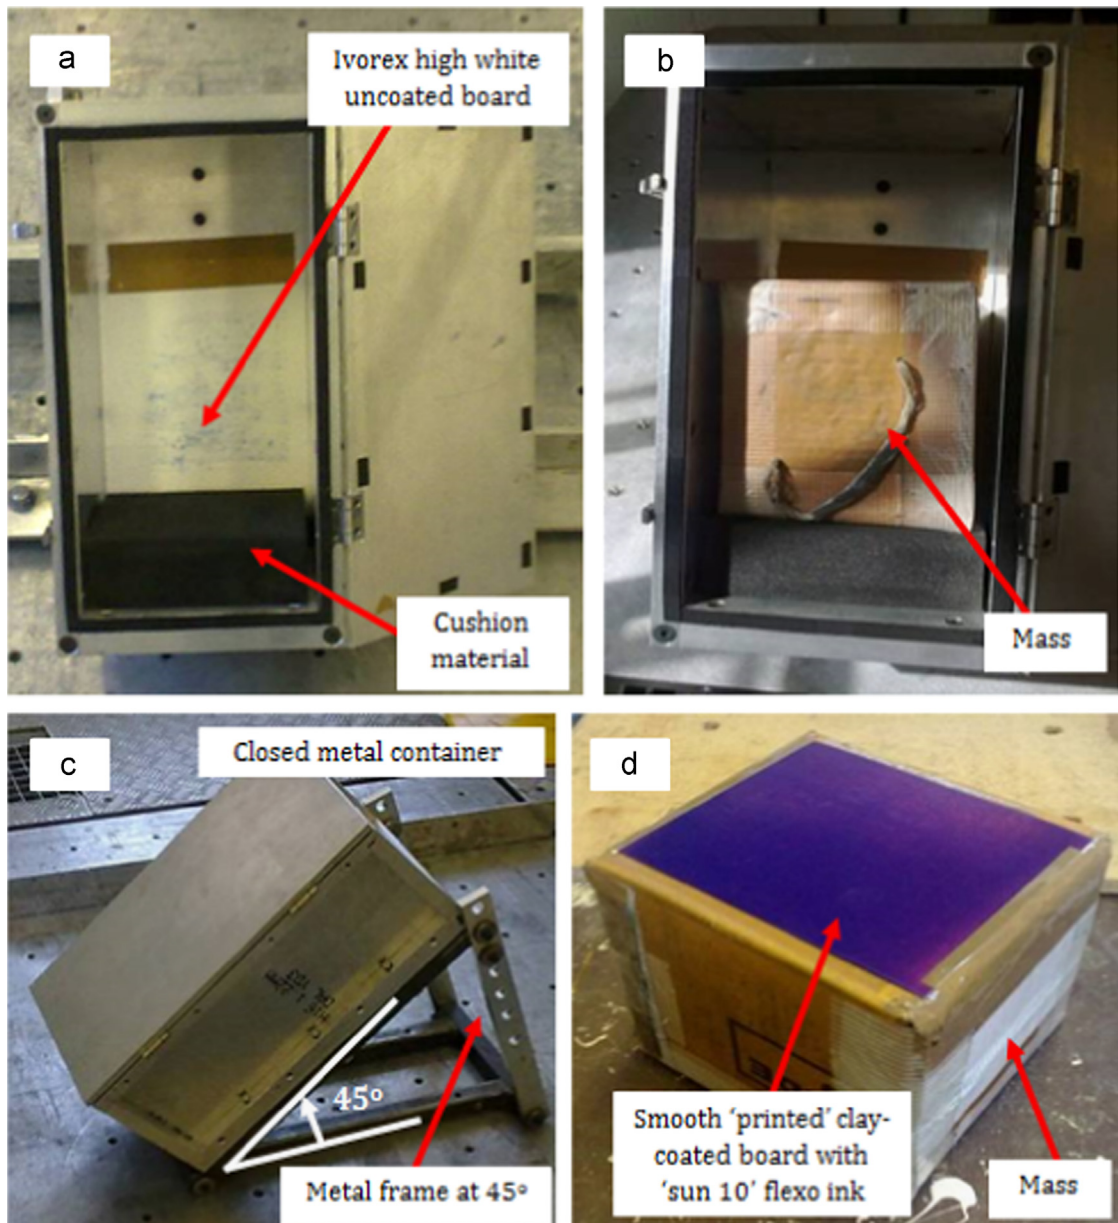 a
Ivorex high white
uncoated board
Cushion
material
b
Mass
c
Closed metal container
45°
Metal frame at 45°
d
Smooth ‘printed’ clay-
coated board with
‘sun 10’ flexo ink
Mass